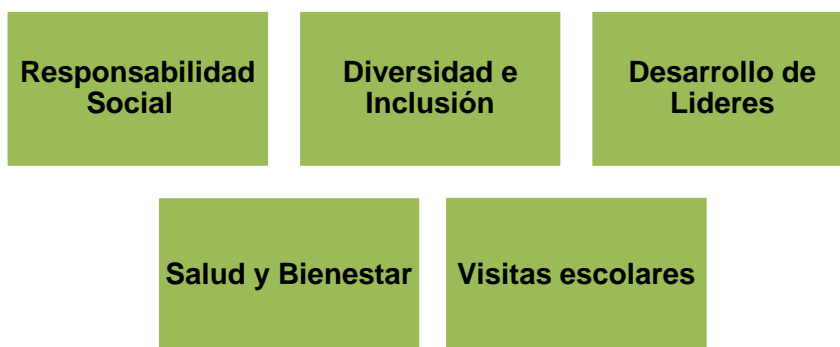 Responsabilidad
Social
Diversidad e
Inclusión
Desarrollo de
Lideres
Salud y Bienestar
Visitas escolares